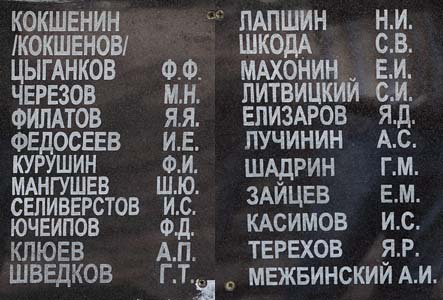 КОКШЕНИН
/КОКШЕНОВ/
ЦЫГАНКОВ Ф.Ф.
ЧЕРЕЗОВ М.Н.
ФИЛАТОВ Я.Я.
ФЕДОСЕЕВ И.Е.
КУРУШИН Ф.И.
МАНГУШЕВ Ш.Ю.
СЕЛИВЕРСТОВ И.С.
ЮЧЕИПОВ Ф.Д.
КЛЮЕВ А.П.
ШВЕДКОВ Г.Т.
ЛАПШИН Н.И.
ШКОДА С.В.
МАХОНИН Е.И.
ЛИТВИЦКИЙ С.И.
ЕЛИЗАРОВ Я.Д.
ЛУЧИНИН А.С.
ШАДРИН Г.М.
ЗАЙЦЕВ Е.М.
КАСИМОВ И.С.
ТЕРЕХОВ Я.Р.
МЕЖБИНСКИЙ А.И.